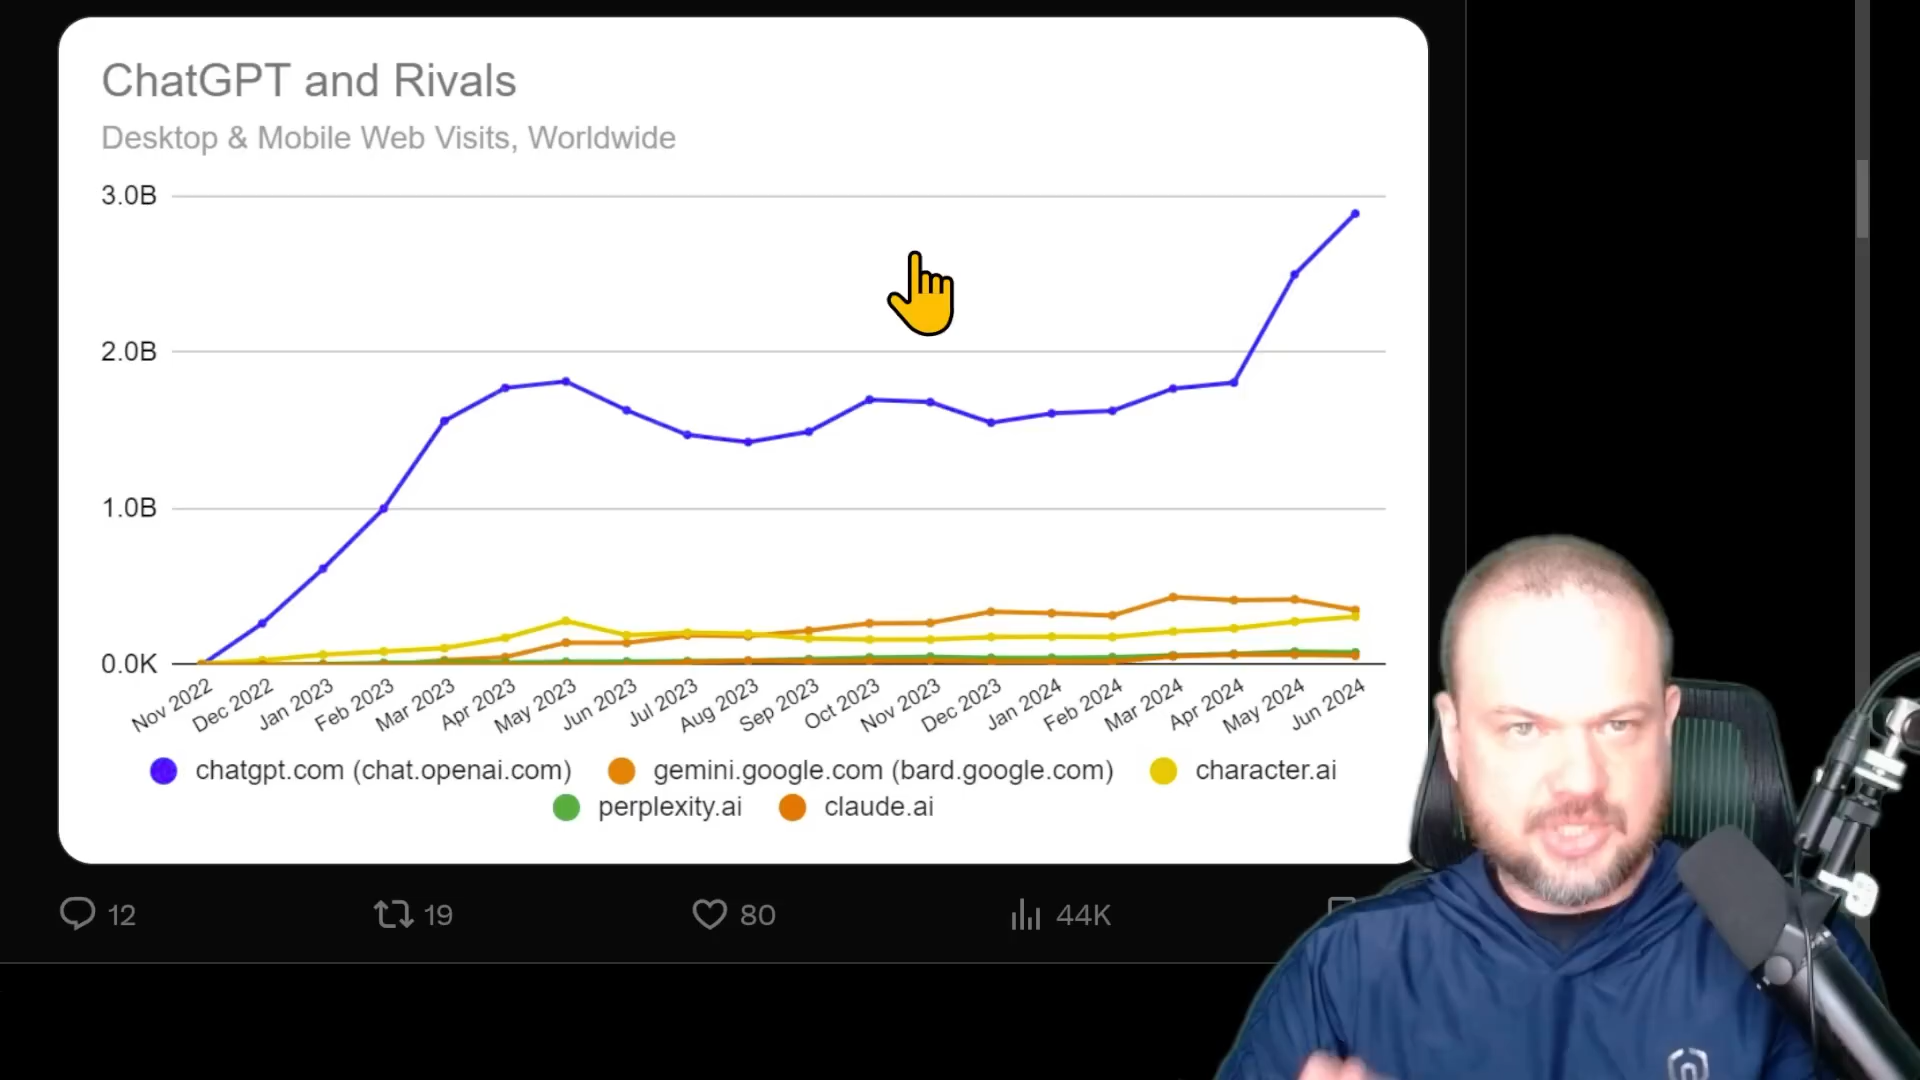 ChatGPT and Rivals
Desktop & Mobile Web Visits, Worldwide
3.0B
2.0B
1.0B
0.0K
Nov 2022 Dec 2022 Jan 2023 Feb 2023 Mar 2023 Apr 2023 May 2023 Jun 2023 Jul 2023 Aug 2023 Sep 2023 Oct 2023 Nov 2023 Dec 2023 Jan 2024 Feb 2024 Mar 2024 Apr 2024 May 2024 Jun 2024
chatgpt.com (chat.openai.com) gemini.google.com (bard.google.com) character.ai
perplexity.ai claude.ai
12 19 80 44K